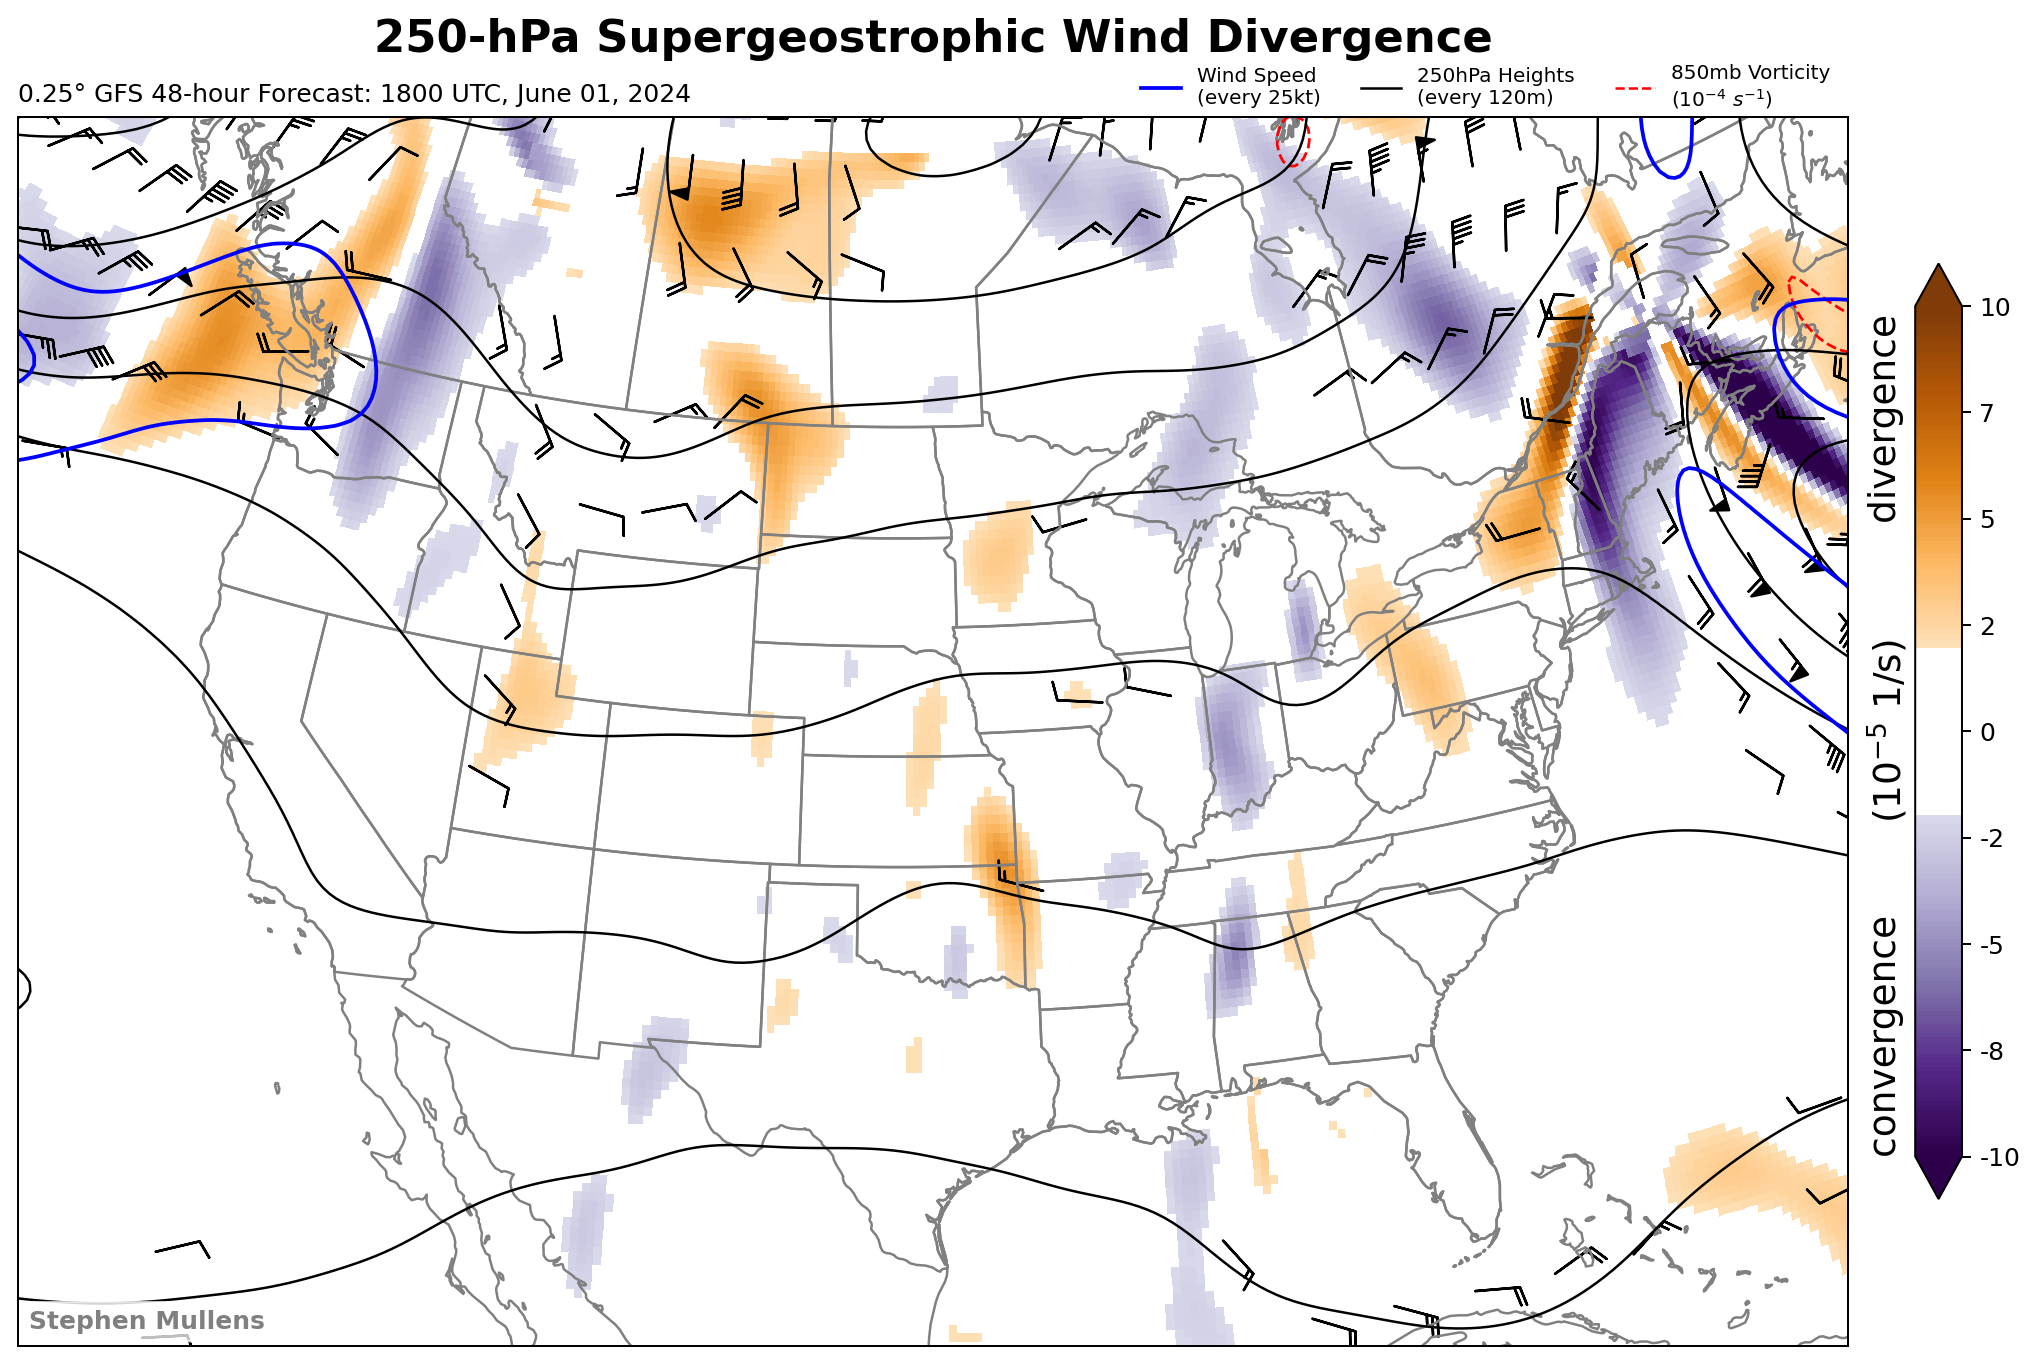 250-hPa Supergeostrophic Wind Divergence
0.25° GFS 48-hour Forecast: 1800 UTC, June 01, 2024
Wind Speed
(every 25kt)
250hPa Heights
(every 120m)
850mb Vorticity
(10⁻⁴ s⁻¹)
10
7
5
2
0
-2
-5
-8
-10
convergence (10⁻⁵ 1/s) divergence
Stephen Mullens